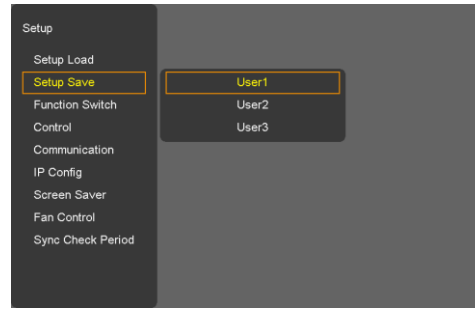 Setup
Setup Load
Setup Save
User1
Function Switch
User2
Control
User3
Communication
IP Config
Screen Saver
Fan Control
Sync Check Period